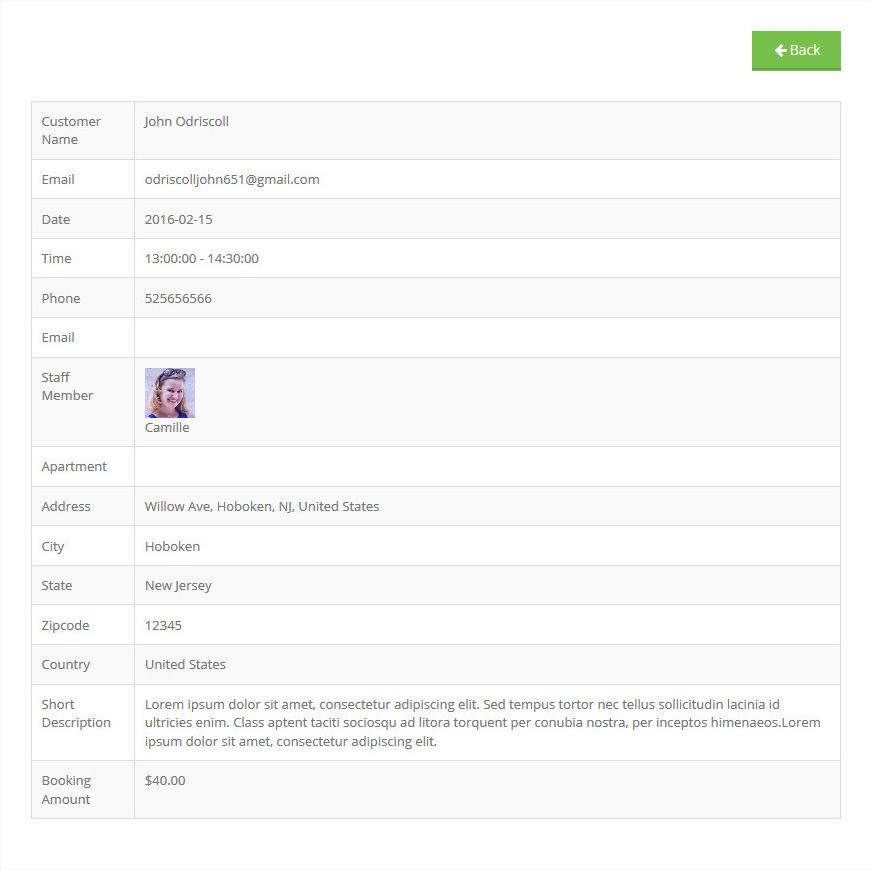 Back
Customer Name
John Odriscoll
Email
odriscolljohn651@gmail.com
Date
2016-02-15
Time
13:00:00 - 14:30:00
Phone
525656566
Email
Staff Member
Camille
Apartment
Address
Willow Ave, Hoboken, NJ, United States
City
Hoboken
State
New Jersey
Zipcode
12345
Country
United States
Short Description
Lorem ipsum dolor sit amet, consectetur adipiscing elit. Sed tempus tortor nec tellus sollicitudin lacinia id
ultricies enim. Class aptent taciti sociosqu ad litora torquent per conubia nostra, per inceptos himenaeos.Lorem
ipsum dolor sit amet, consectetur adipiscing elit.
Booking Amount
$40.00